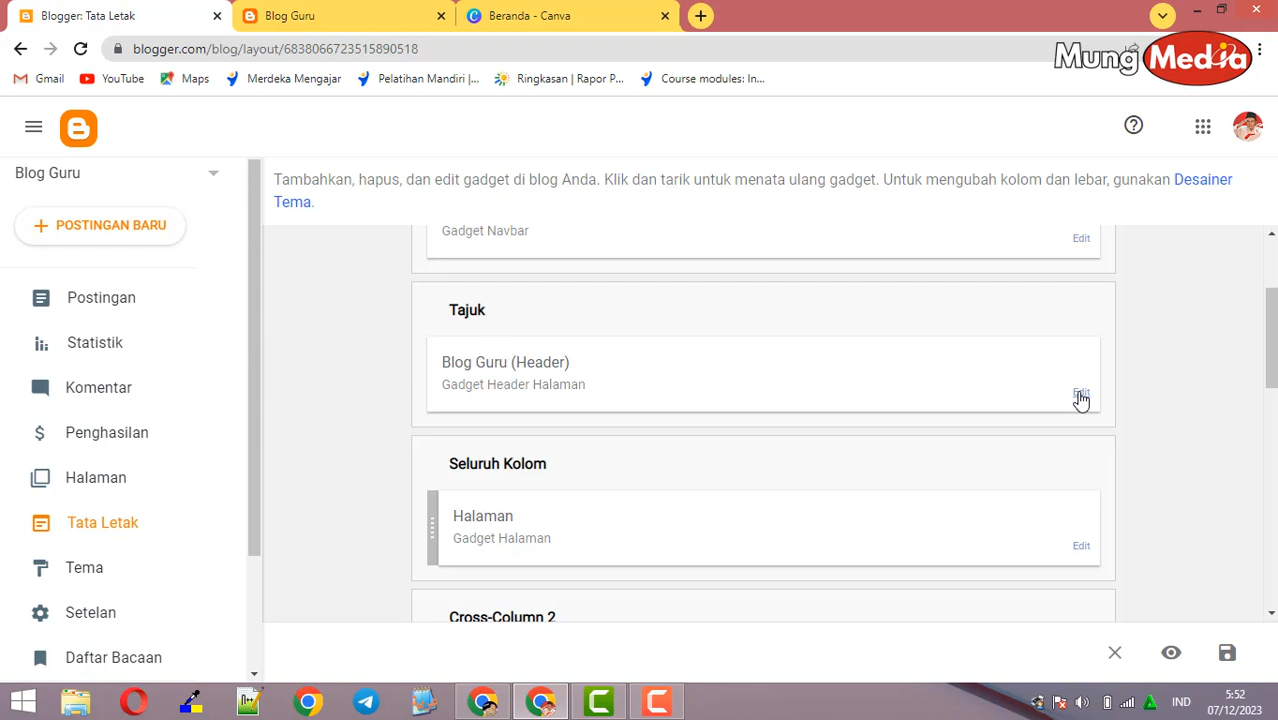 Blogger: Tata Letak
Blog Guru
Beranda - Canva
blogger.com/blog/layout/6838066723515890518
Mung Media
Gmail
YouTube
Maps
Merdeka Mengajar
Pelatihan Mandiri |...
Ringkasan | Rapor P...
Course modules: In...
Blog Guru
POSTINGAN BARU
Postingan
Statistik
Komentar
Penghasilan
Halaman
Tata Letak
Tema
Setelan
Daftar Bacaan
Tambahkan, hapus, dan edit gadget di blog Anda. Klik dan tarik untuk menata ulang gadget. Untuk mengubah kolom dan lebar, gunakan Desainer
Tema.
Gadget Navbar
Edit
Tajuk
Blog Guru (Header)
Gadget Header Halaman
Edit
Seluruh Kolom
Halaman
Gadget Halaman
Edit
Cross-Column 2
IND
5:52
07/12/2023